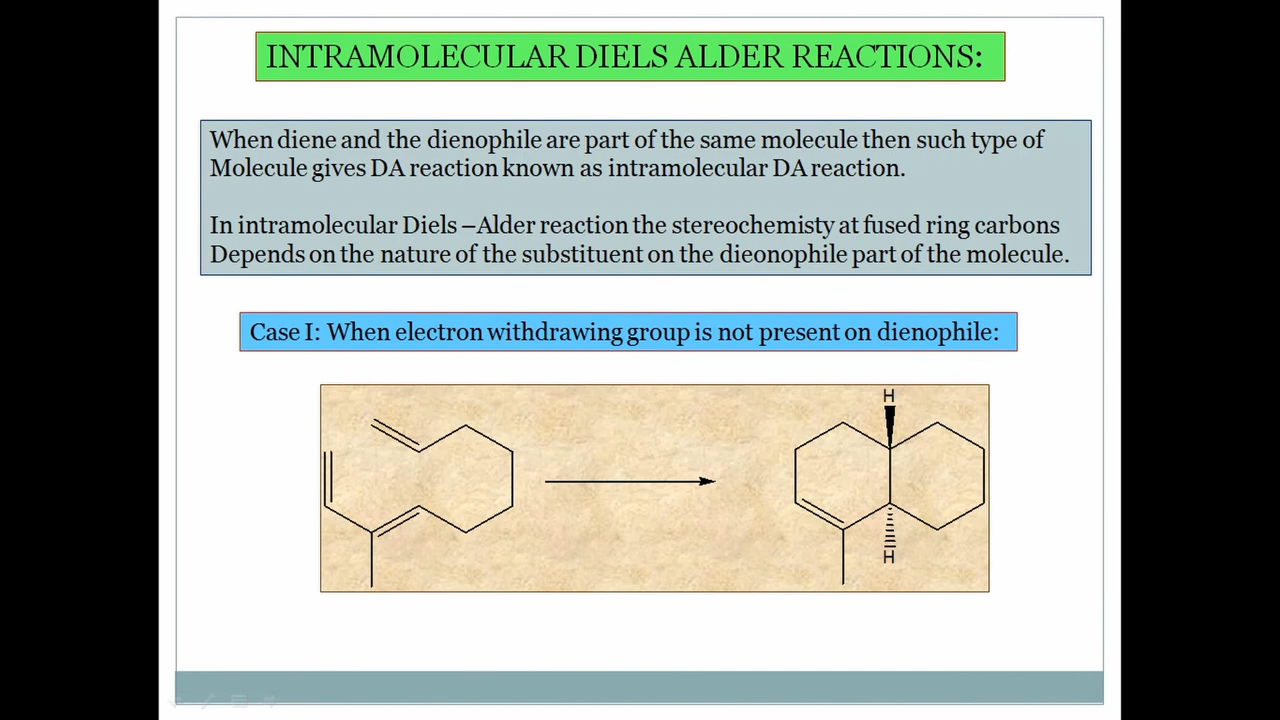 INTRAMOLECULAR DIELS ALDER REACTIONS:
When diene and the dienophile are part of the same molecule then such type of
Molecule gives DA reaction known as intramolecular DA reaction.
In intramolecular Diels –Alder reaction the stereochemisty at fused ring carbons
Depends on the nature of the substituent on the dieonophile part of the molecule.
Case I: When electron withdrawing group is not present on dienophile:
H
H